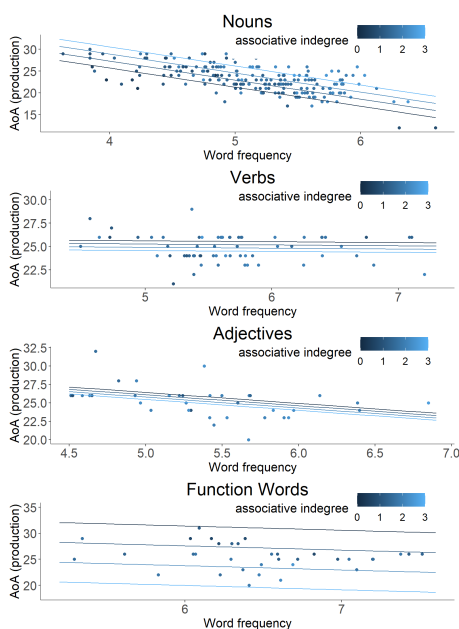 Nouns
associative indegree
0 1 2 3
AoA (production)
30
25
20
15
4 5 6
Word frequency
Verbs
associative indegree
0 1 2 3
AoA (production)
30.0
27.5
25.0
22.5
5 6 7
Word frequency
Adjectives
associative indegree
0 1 2 3
AoA (production)
32.5
30.0
27.5
25.0
22.5
20.0
4.5 5.0 5.5 6.0 6.5 7.0
Word frequency
Function Words
associative indegree
0 1 2 3
AoA (production)
35
30
25
20
6 7
Word frequency